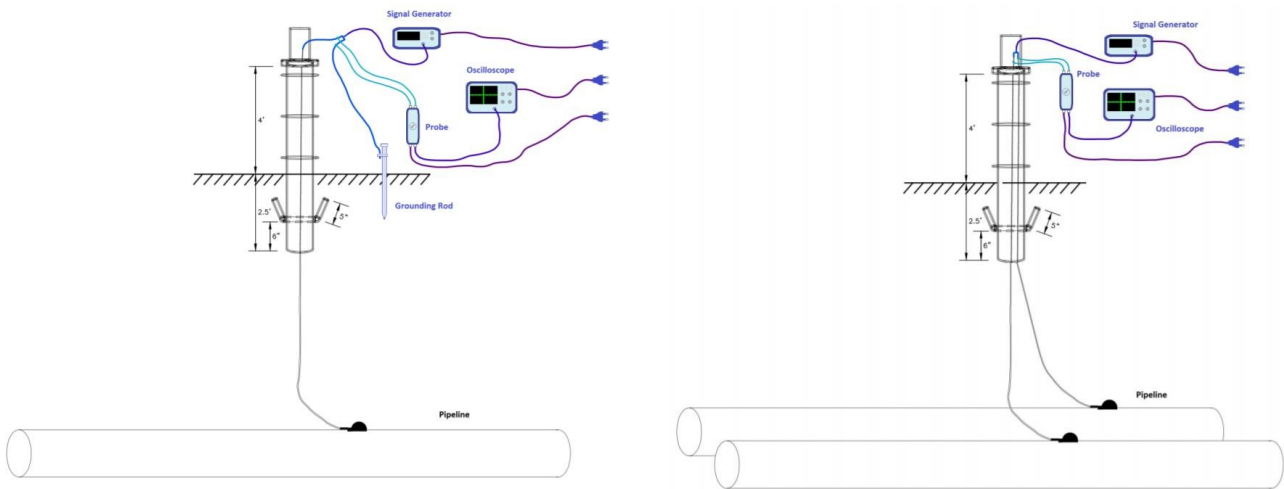 Signal Generator
Oscilloscope
4'
Probe
2.5'
5"
6"
Grounding Rod
Pipeline
Signal Generator
Probe
4'
Oscilloscope
2.5'
5"
6"
Pipeline